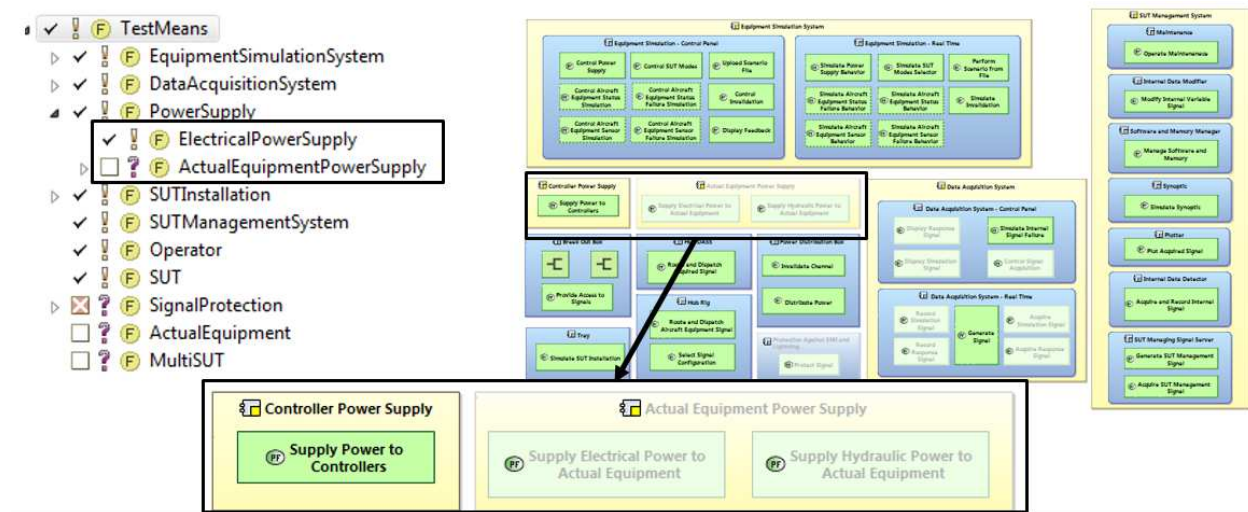 TestMeans
F EquipmentSimulationSystem
F DataAcquisitionSystem
F PowerSupply
F ElectricalPowerSupply
F ActualEquipmentPowerSupply
F SUTInstallation
F SUTManagementSystem
F Operator
F SUT
F SignalProtection
F ActualEquipment
F MultiSUT
Equipment Simulation System
Equipment Simulation - Control
Panel
Control Power
Supply
Control SUT Modes
Upload Scenario
File
Control Aircraft
Equipment Status
Simulation
Control Aircraft
Equipment Status
Failure Simulation
Control
Invalidation
Control Aircraft
Equipment Sensor
Simulation
Control Aircraft
Equipment Sensor
Failure Simulation
Display Feedback
Equipment Simulation - Real
Time
Simulate Power
Supply Behavior
Simulate SUT
Modes Selector
Perform
Scenario from
File
Simulate Aircraft
Equipment Status
Failure Behavior
Simulate Aircraft
Equipment Status
Behavior
Simulate
Invalidation
Simulate Aircraft
Equipment Sensor
Behavior
Simulate Aircraft
Equipment Sensor
Failure Behavior
Controller Power Supply
Supply Power to
Controllers
Actual Equipment Power Supply
Supply Electrical Power to
Actual Equipment
Supply Hydraulic Power to
Actual Equipment
Break Out Box
Provide Access to
Signals
Tray
Simulate SUT Installation
Route and Dispatch
Acquired Signal
Hub Rig
Route and Dispatch
Aircraft Equipment Signal
Select Signal
Configuration
Power Distribution Box
Invalidate Channel
Distribute Power
Protection Against EMS and
Lightning
Protect Signal
Data Acquisition System
Data Acquisition System - Control Panel
Display Response
Signal
Simulate Internal
Signal Failure
Display Simulation
Signal
Control Signal
Acquisition
Data Acquisition System - Real Time
Record
Simulation
Signal
Generate
Signal
Acquire
Simulation Signal
Record
Response
Signal
Acquire Response
Signal
SUT Management System
Maintenance
Operate Maintenance
Internal Data Modifier
Modify Internal Variable
Signal
Software and Memory Manager
Manage Software and
Memory
Synoptic
Simulate Synoptic
Plotter
Plot Acquired Signal
Internal Data Detector
Acquire and Record Internal
Signal
SUT Managing Signal Server
Generate SUT Management
Signal
Acquire SUT Management
Signal
Controller Power Supply
PF Supply Power to
Controllers
Actual Equipment Power Supply
PF Supply Electrical Power to
Actual Equipment
PF Supply Hydraulic Power to
Actual Equipment